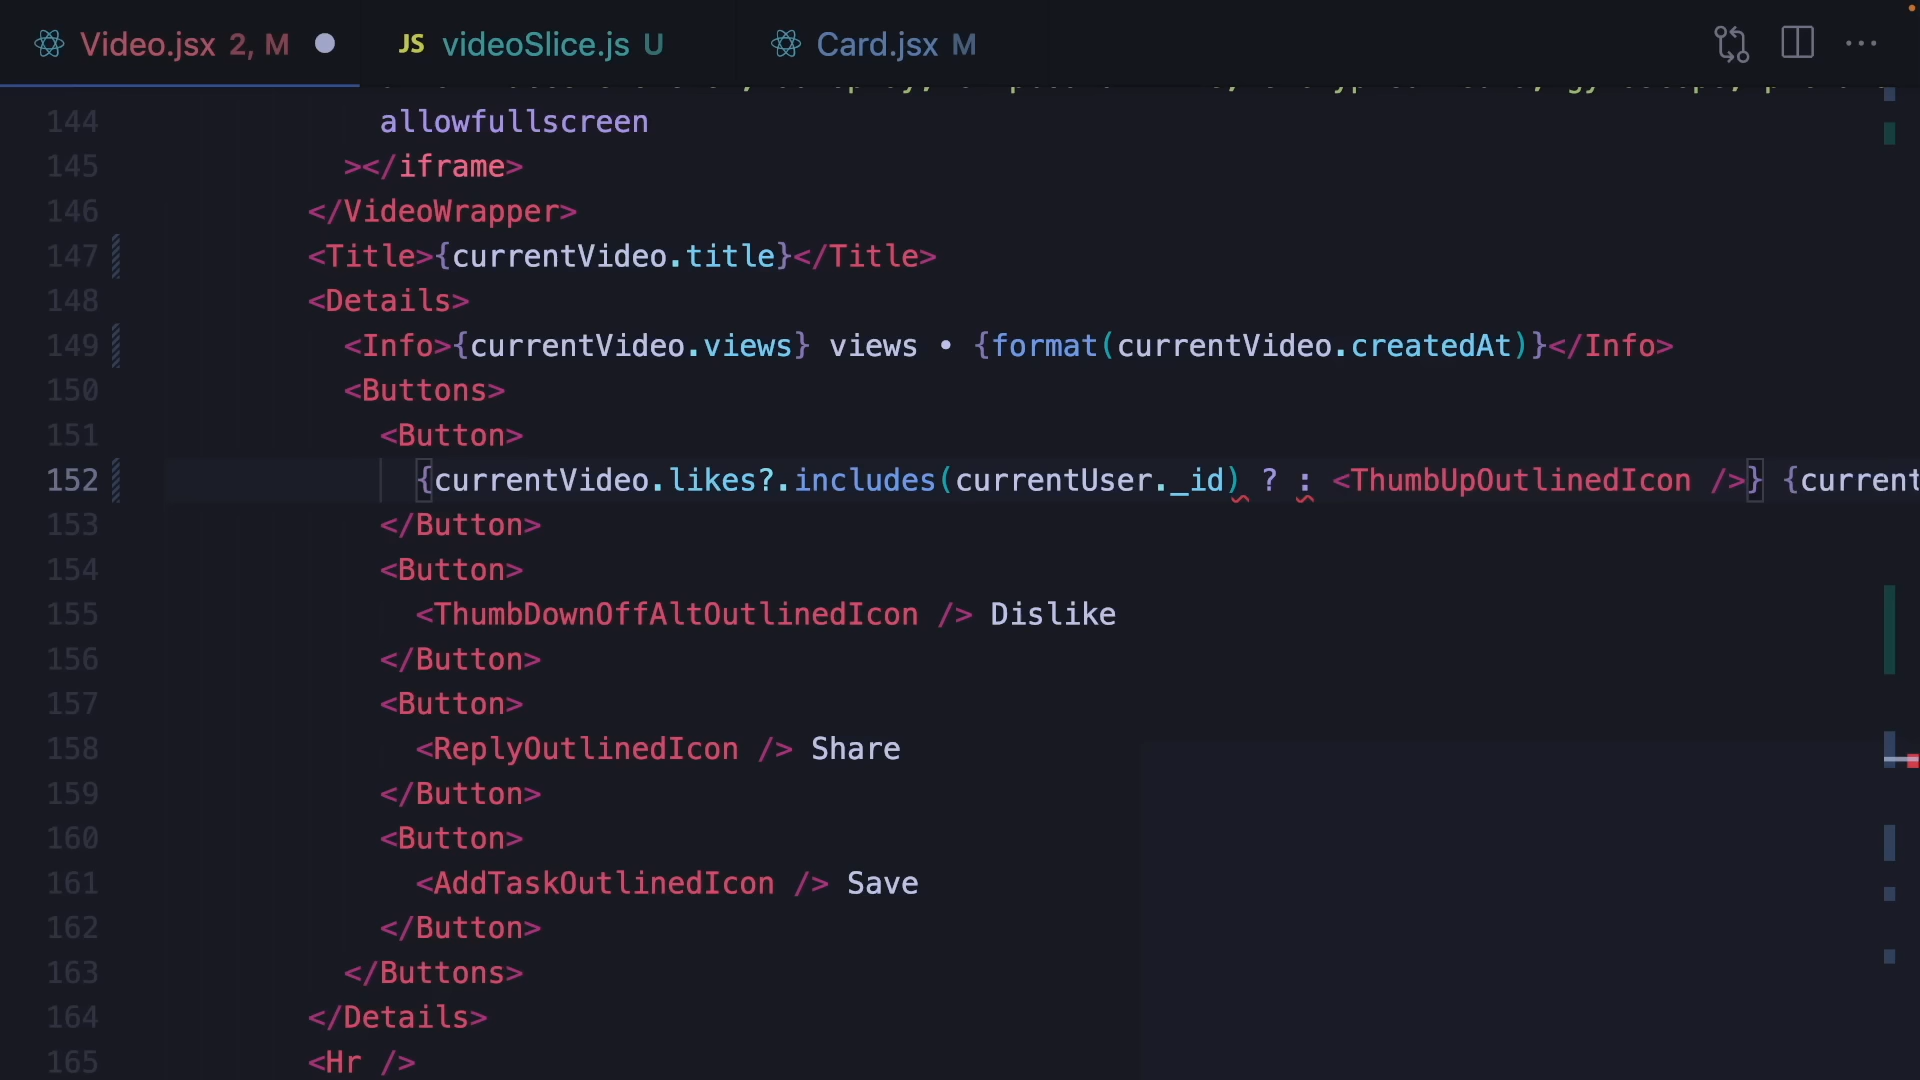 Video.jsx 2, M
JS videoSlice.js U
Card.jsx M
144 allowfullscreen
145 ></iframe>
146 </VideoWrapper>
147 <Title>{currentVideo.title}</Title>
148 <Details>
149 <Info>{currentVideo.views} views • {format(currentVideo.createdAt)}</Info>
150 <Buttons>
151 <Button>
152 {currentVideo.likes?.includes(currentUser._id) ? : <ThumbUpOutlinedIcon />} {current
153 </Button>
154 <Button>
155 <ThumbDownOffAltOutlinedIcon /> Dislike
156 </Button>
157 <Button>
158 <ReplyOutlinedIcon /> Share
159 </Button>
160 <Button>
161 <AddTaskOutlinedIcon /> Save
162 </Button>
163 </Buttons>
164 </Details>
165 <Hr />